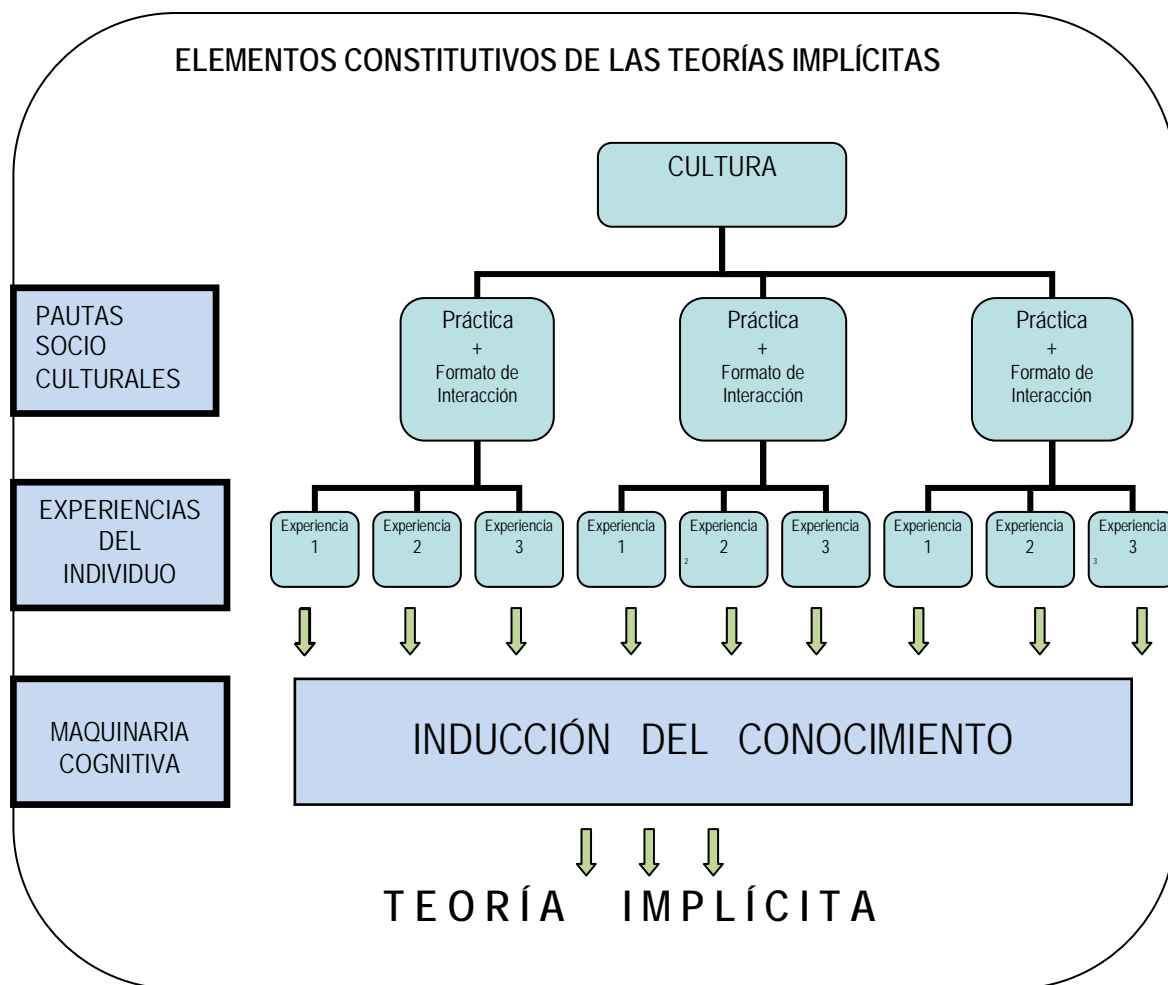 ELEMENTOS CONSTITUTIVOS DE LAS TEORÍAS IMPLÍCITAS
CULTURA
PAUTAS
SOCIO
CULTURALES
Práctica
+
Formato de
Interacción
Práctica
+
Formato de
Interacción
Práctica
+
Formato de
Interacción
EXPERIENCIAS
DEL
INDIVIDUO
Experiencia
1
Experiencia
2
Experiencia
3
Experiencia
1
Experiencia
2
2
Experiencia
3
Experiencia
1
Experiencia
2
Experiencia
3
3
MAQUINARIA
COGNITIVA
INDUCCIÓN DEL CONOCIMIENTO
TEORÍA IMPLÍCITA